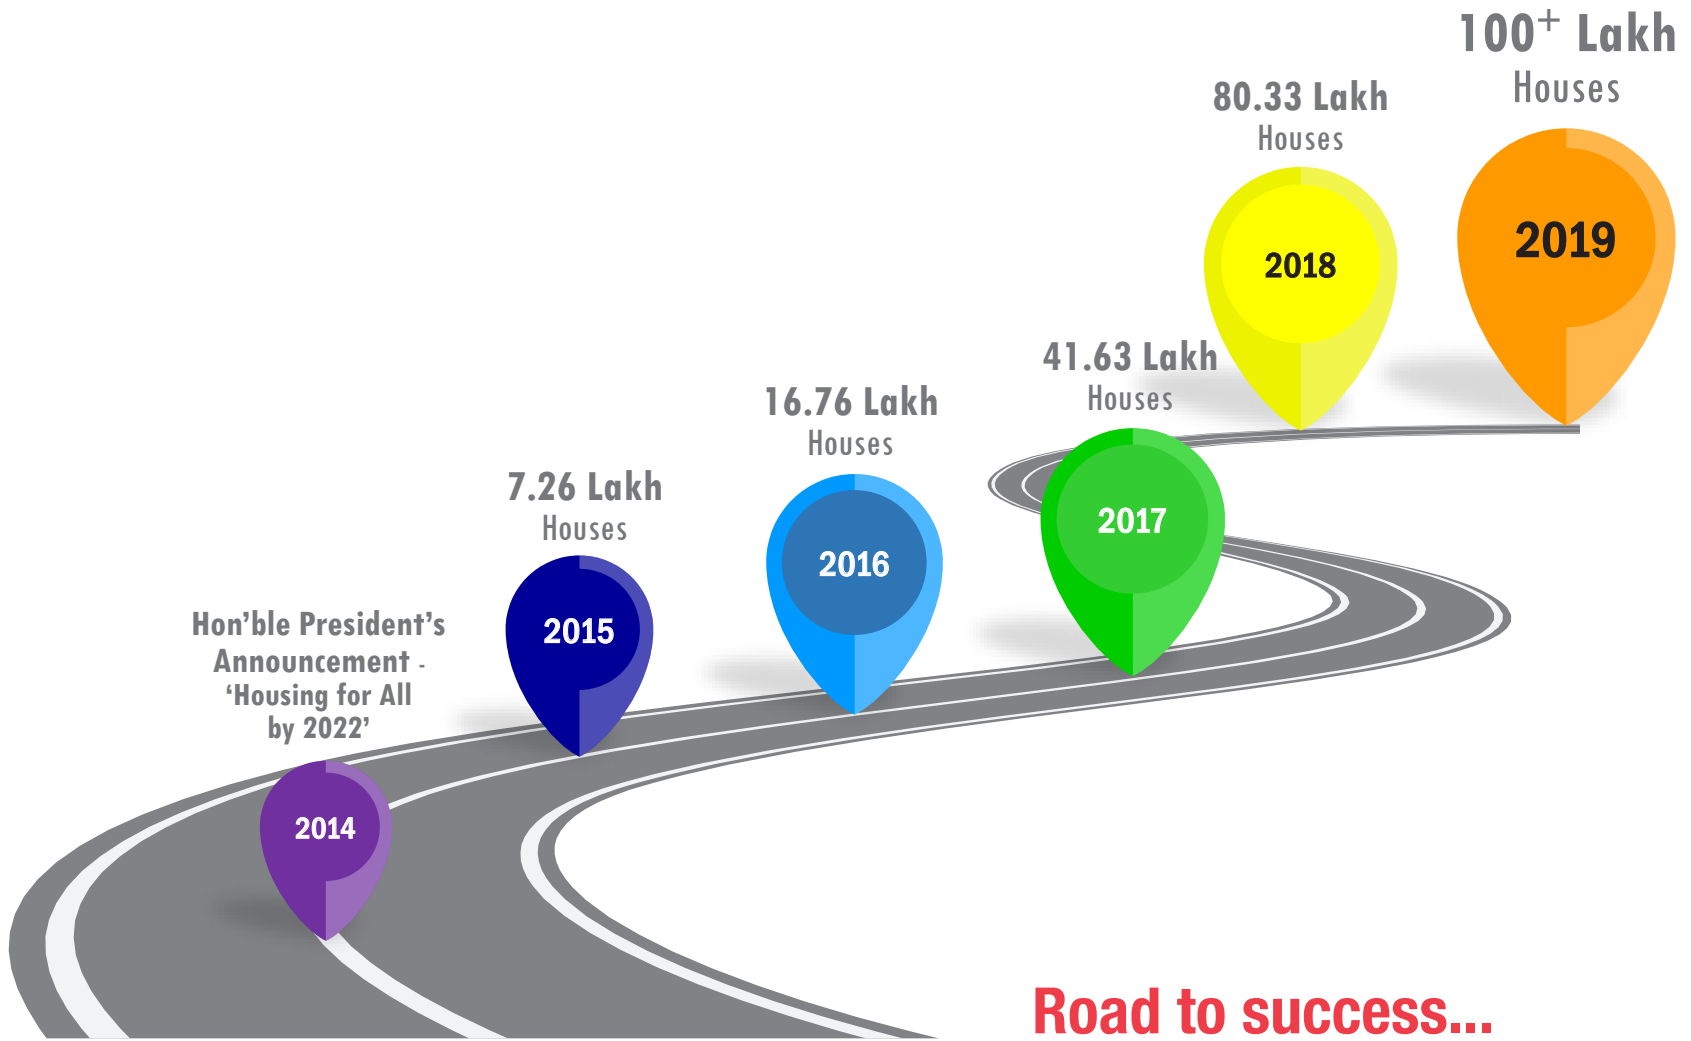 Hon’ble President’s
Announcement -
‘Housing for All
by 2022’
2014
7.26 Lakh
Houses
2015
16.76 Lakh
Houses
2016
41.63 Lakh
Houses
2017
80.33 Lakh
Houses
2018
100+ Lakh
Houses
2019
Road to success...